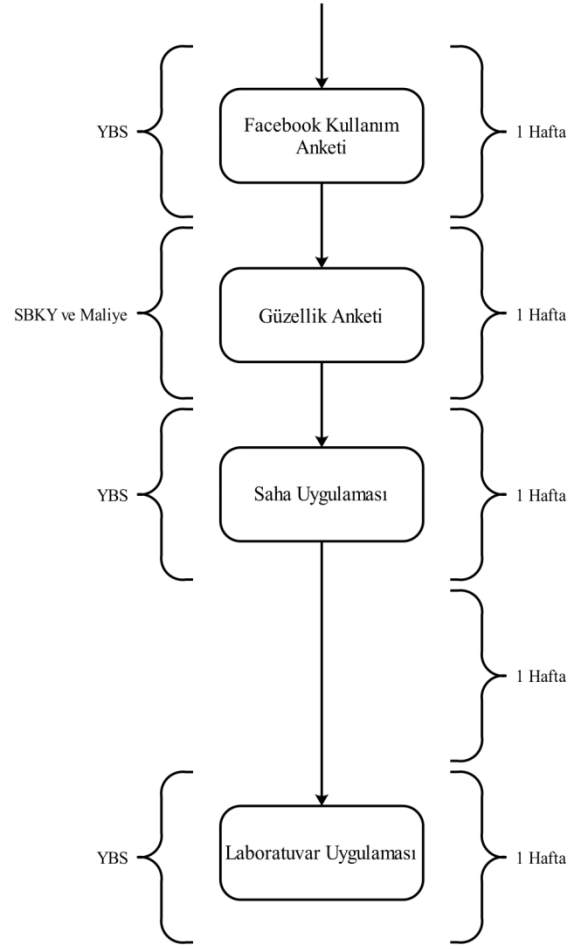 YBS
Facebook Kullanım
Anketi
1 Hafta
SBKY ve Maliye
Güzellik Anketi
1 Hafta
YBS
Saha Uygulaması
1 Hafta
1 Hafta
YBS
Laboratuvar Uygulaması
1 Hafta